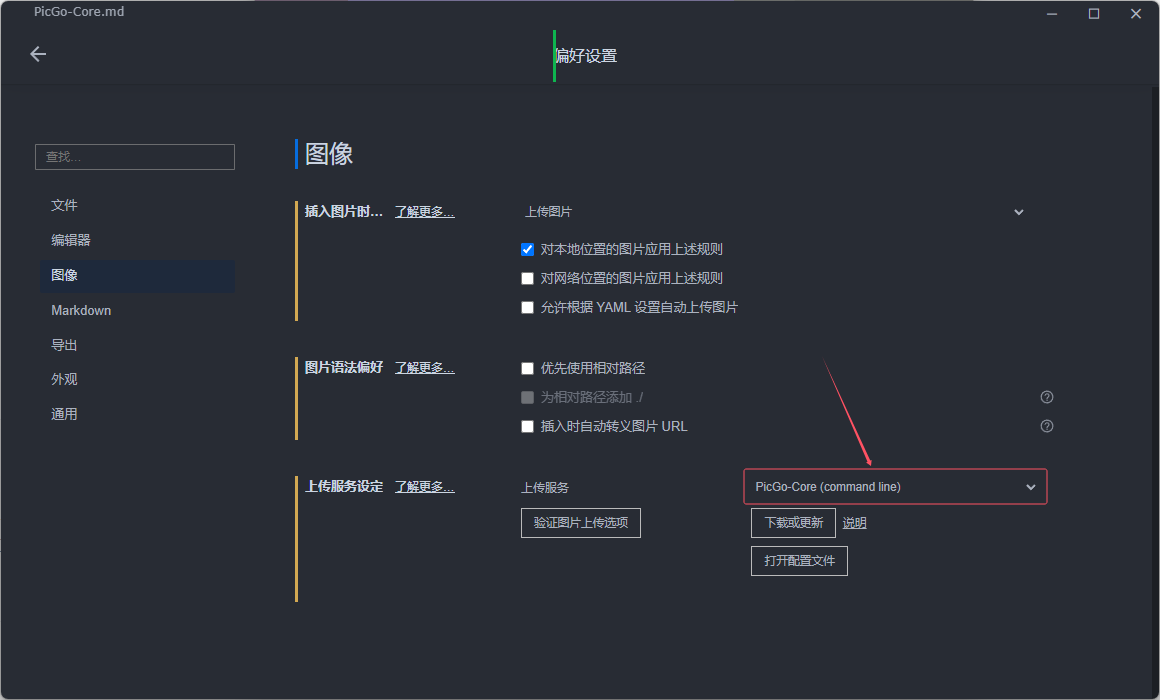 PicGo-Core.md
偏好设置
查找...
文件
编辑器
图像
Markdown
导出
外观
通用
图像
插入图片时... 了解更多... 上传图片
对本地位置的图片应用上述规则
对网络位置的图片应用上述规则
允许根据 YAML 设置自动上传图片
图片语法偏好 了解更多... 优先使用相对路径
为相对路径添加 ./
插入时自动转义图片 URL
上传服务设定 了解更多... 上传服务 PicGo-Core (command line)
验证图片上传选项 下载或更新 说明
打开配置文件